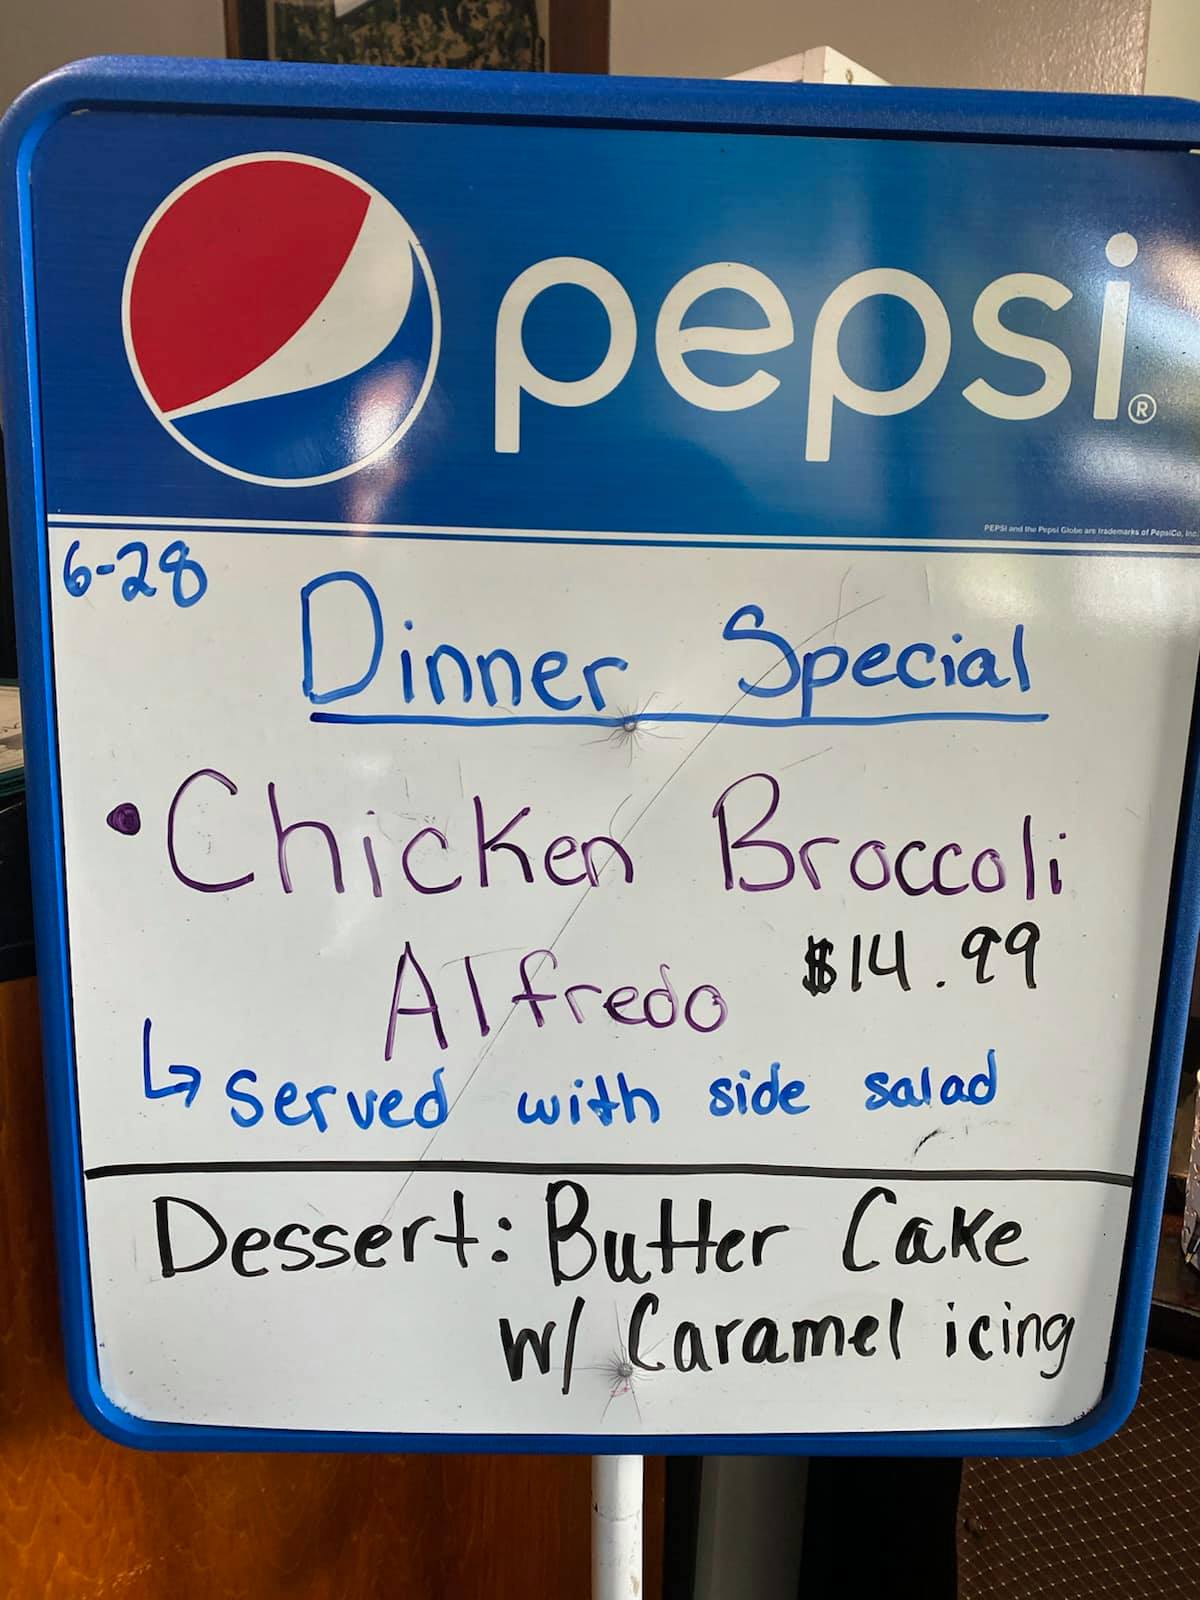 pepsi®
PEPSI and the Pepsi Globe are trademarks of PepsiCo, Inc.
6-28
Dinner Special
• Chicken Broccoli
Alfredo $14.99
↳ served with side salad
Dessert: Butter Cake
w/ Caramel icing